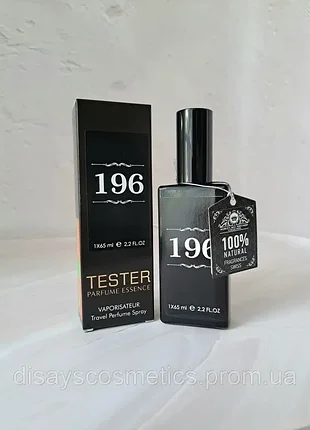 196
1X65 ml ℮ 2.2 FL.OZ
TESTER
PARFUME ESSENCE
VAPORISATEUR
Travel Perfume Spray
196
1X65 ml ℮ 2.2 FL.OZ
100%
NATURAL
FRAGRANCES
SWISS
disayscosmetics.prom.ua